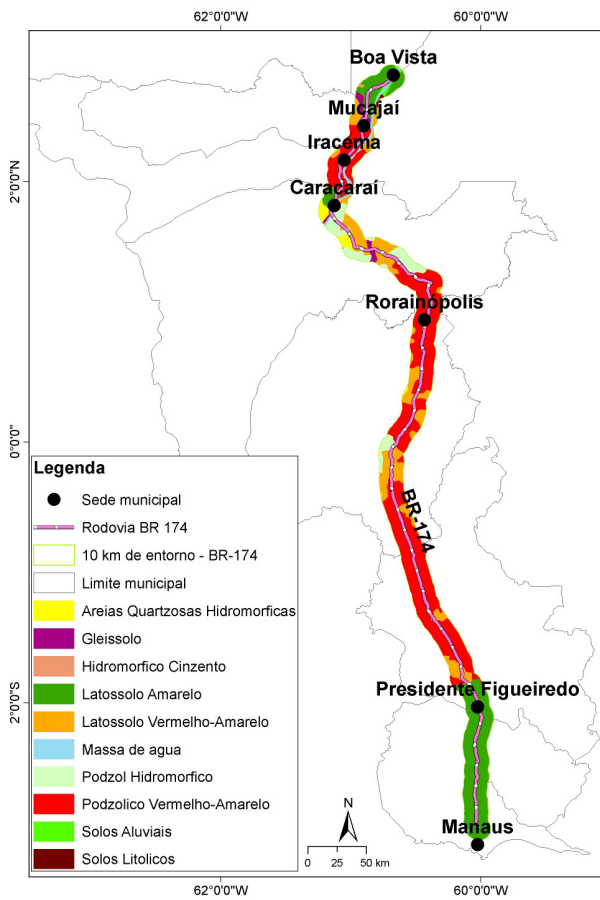 62°0'0"W 60°0'0"W
Boa Vista
Mucajaí
Iracema
2°0'0"N
Caracaraí
Rorainópolis
0°0'0"
Legenda
Sede municipal
Rodovia BR 174
10 km de entorno - BR-174
Limite municipal
Areias Quartzosas Hidromorficas
Gleissolo
Hidromorfico Cinzento
Latossolo Amarelo
Latossolo Vermelho-Amarelo
Massa de agua
Podzol Hidromorfico
Podzolico Vermelho-Amarelo
Solos Aluviais
Solos Litolicos
BR-174
2°0'0"S
Presidente Figueiredo
Manaus
N
0 25 50 km
62°0'0"W 60°0'0"W